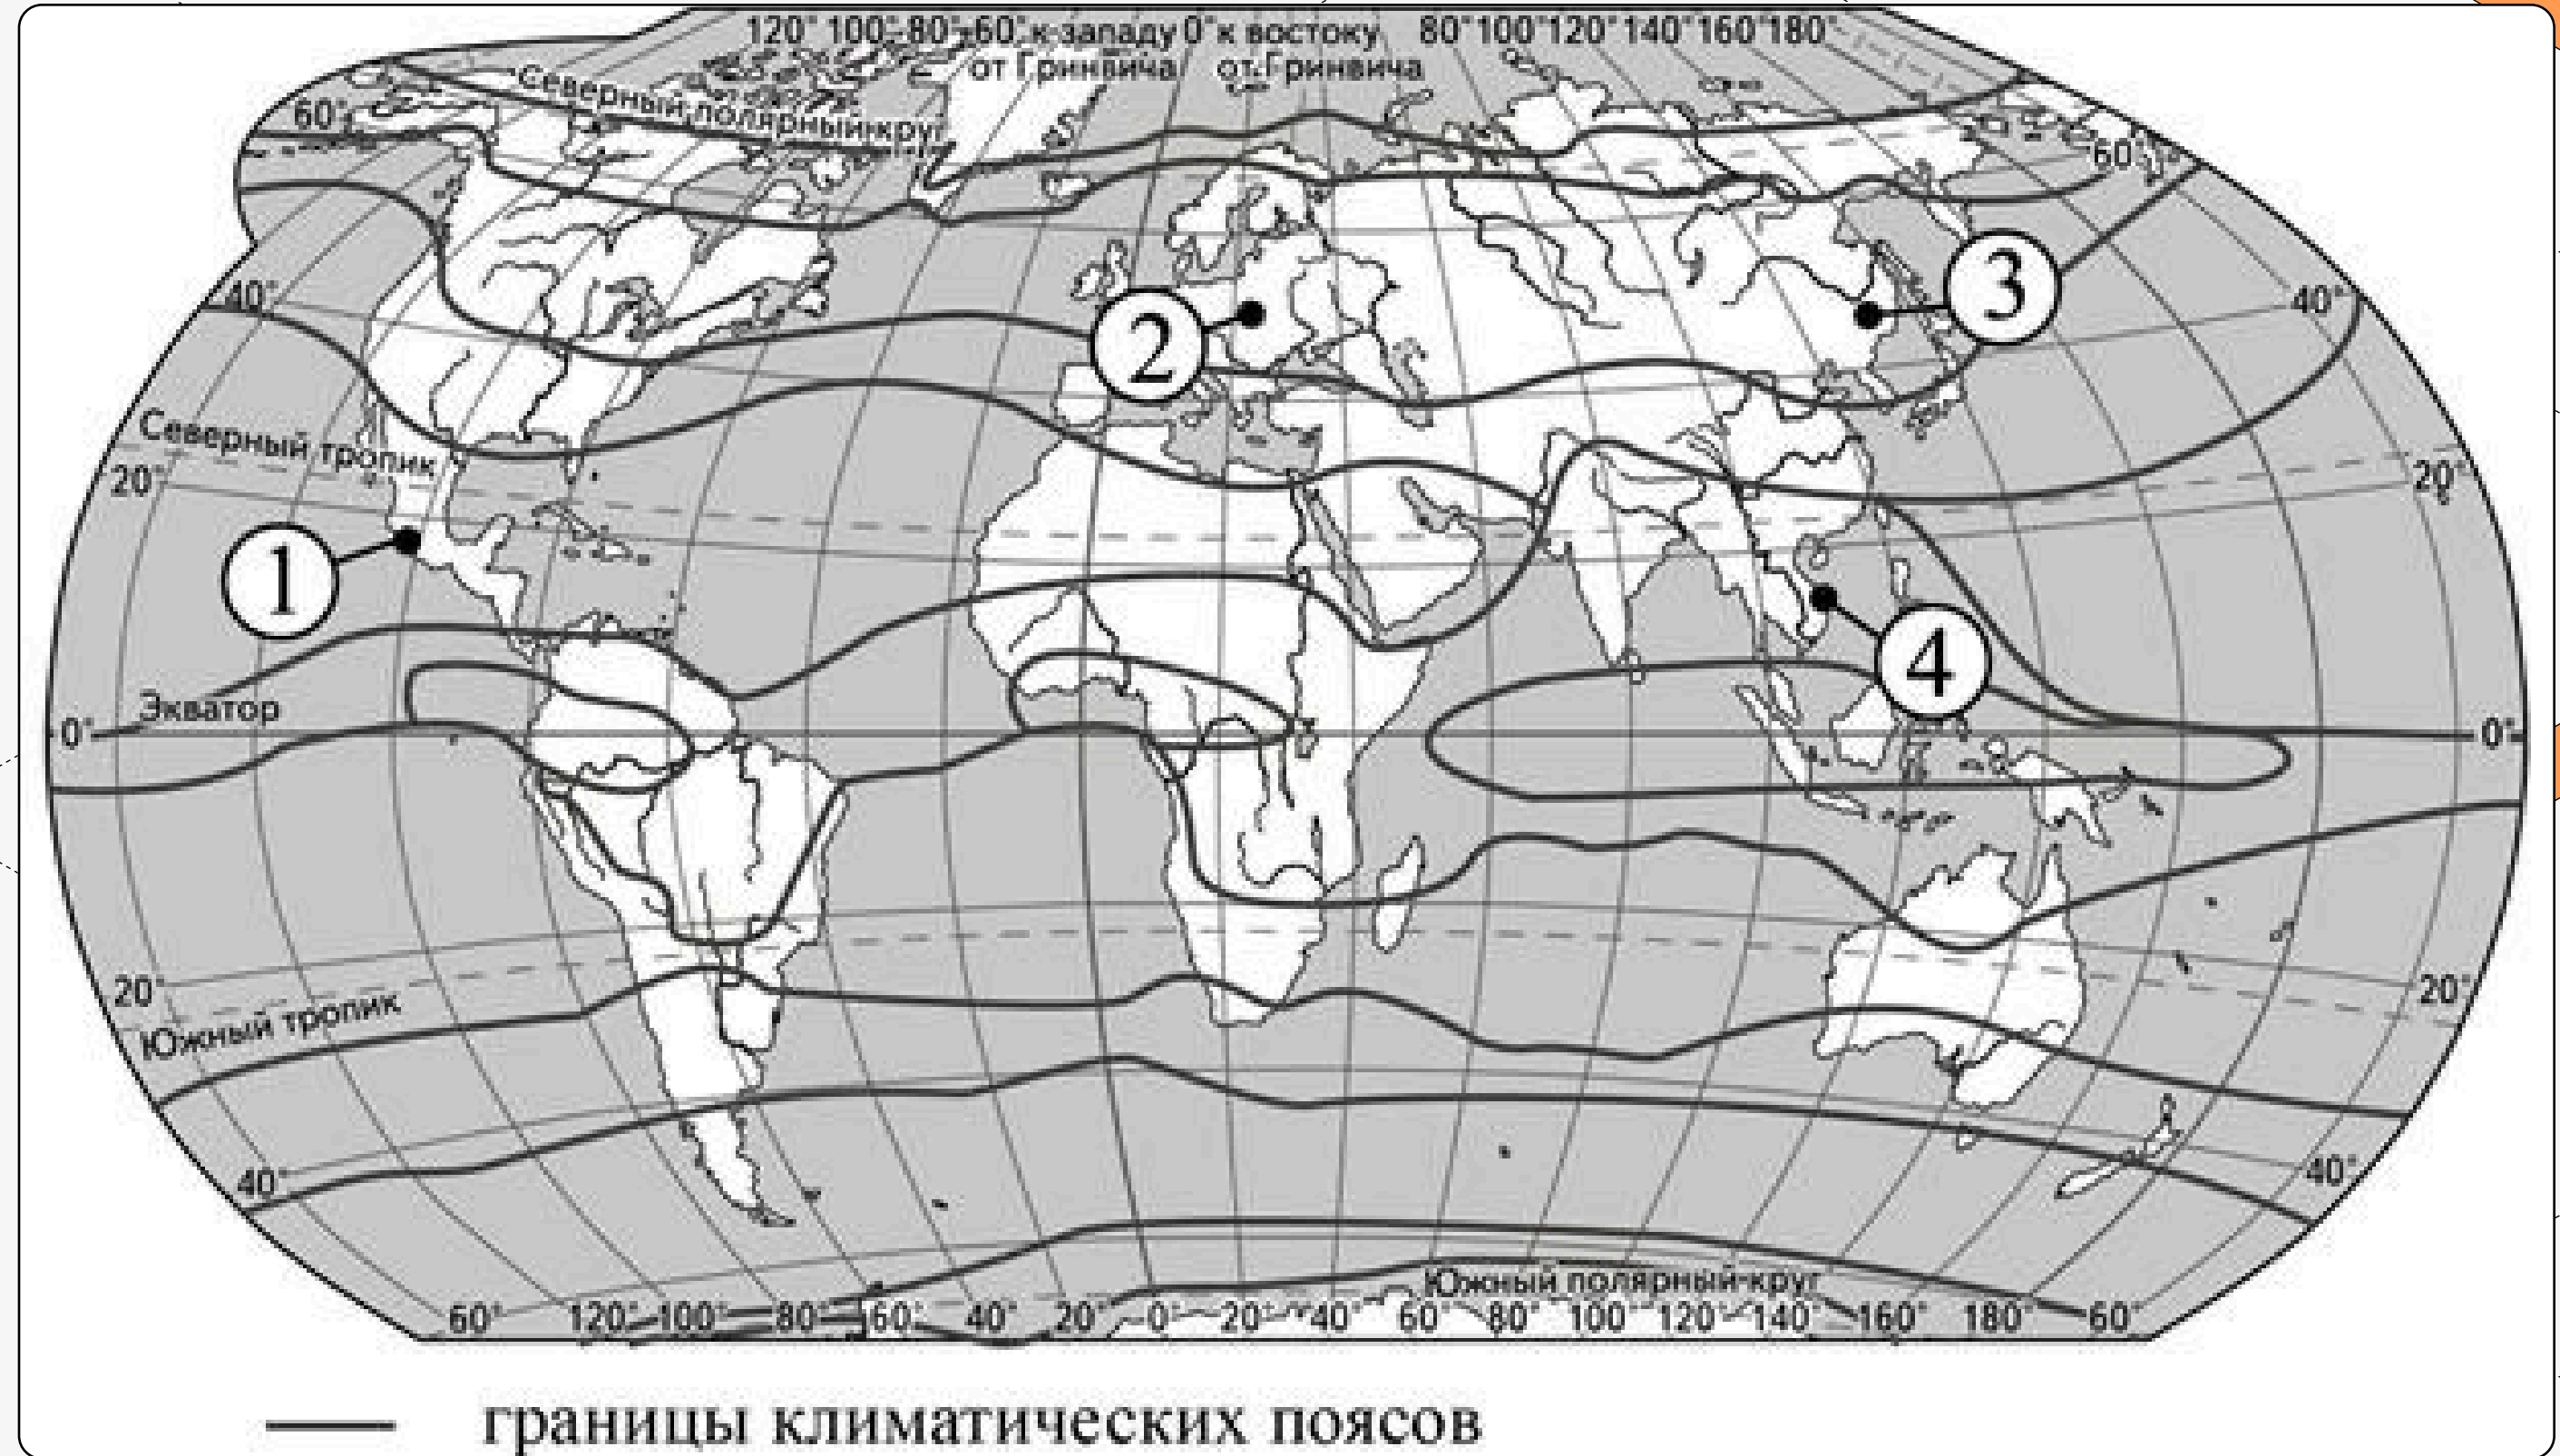 120° 100° 80° 60° к западу 0° к востоку 80° 100° 120° 140° 160° 180°
от Гринвича от Гринвича
Северный полярный круг
60° 60°
3
40° 40°
2
Северный тропик
20° 20°
1
4
Экватор
0° 0°
20° 20°
Южный тропик
40° 40°
Южный полярный круг
60° 120° 100° 80° 60° 40° 20° 0° 20° 40° 60° 80° 100° 120° 140° 160° 180° 60°
границы климатических поясов